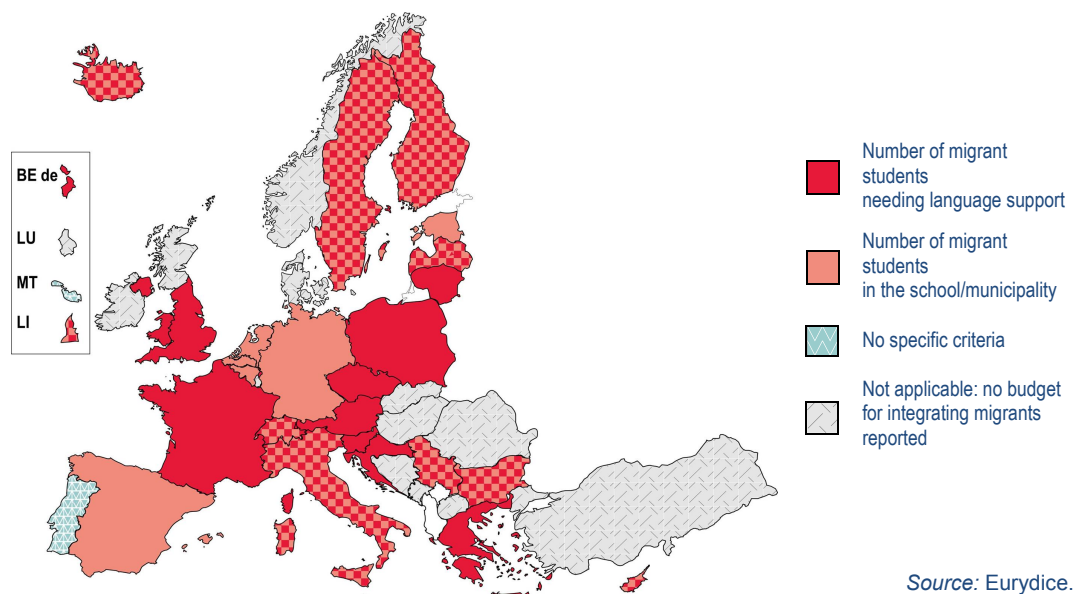 BE de
LU
MT
LI
Number of migrant
students
needing language support
Number of migrant
students
in the school/municipality
No specific criteria
Not applicable: no budget
for integrating migrants
reported
Source: Eurydice.